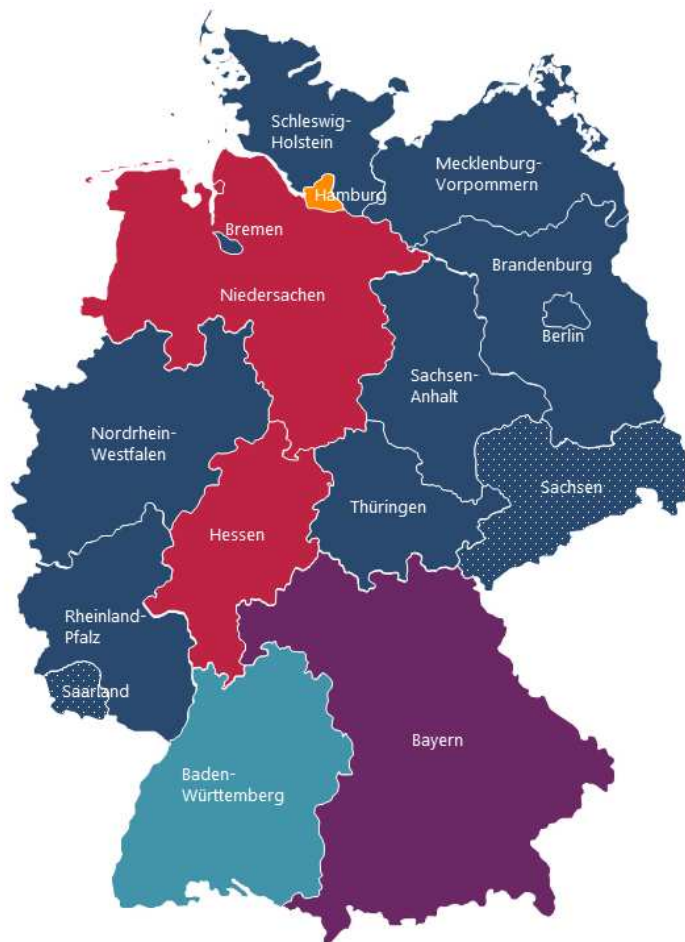 Schleswig-
Holstein
Mecklenburg-
Vorpommern
Hamburg
Bremen
Brandenburg
Niedersachen
Berlin
Sachsen-
Anhalt
Nordrhein-
Westfalen
Sachsen
Thüringen
Hessen
Rheinland-
Pfalz
Saarland
Bayern
Baden-
Württemberg